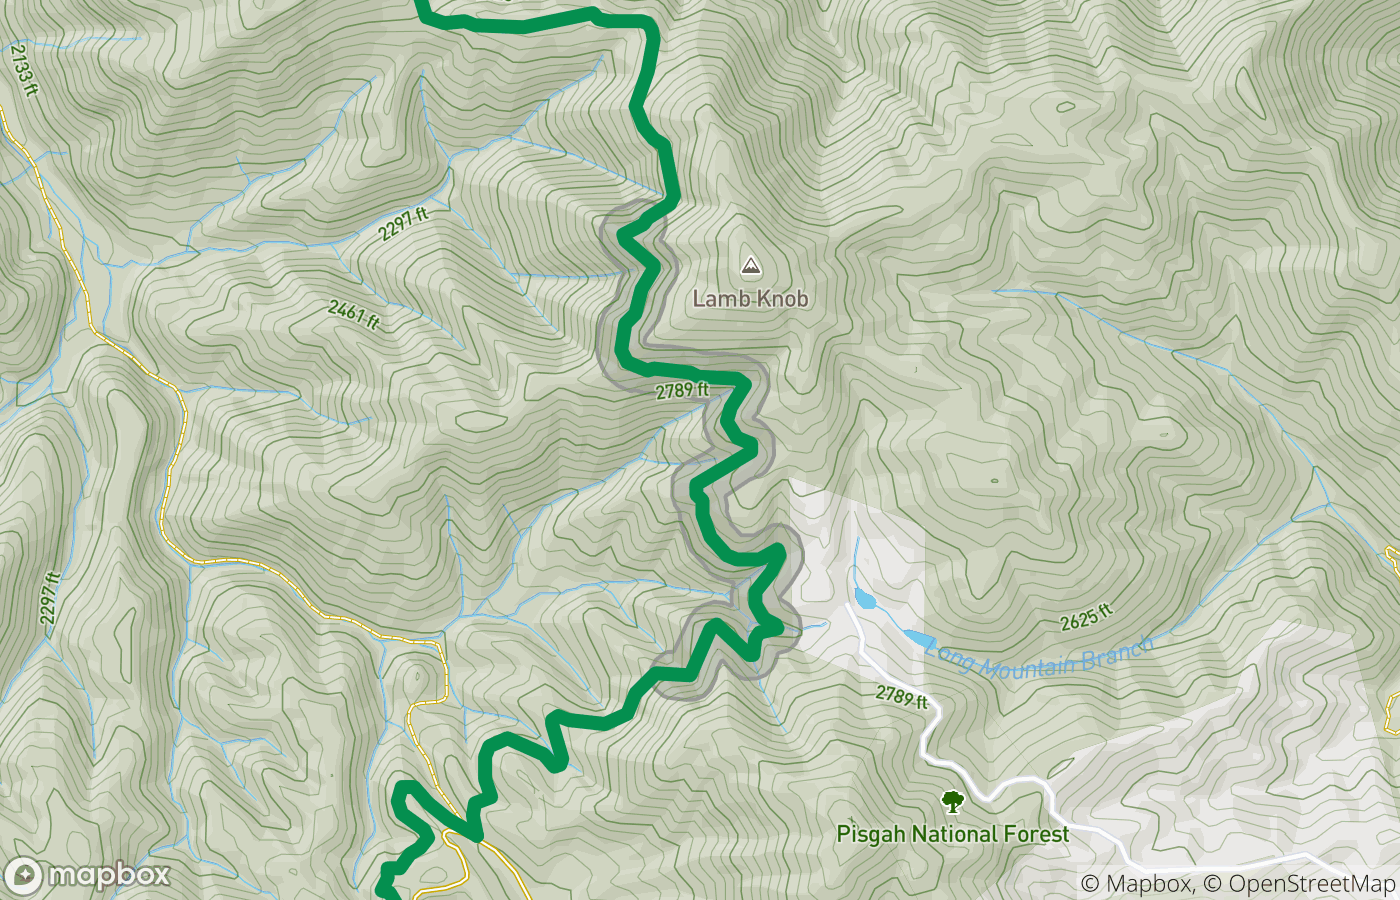 2133 ft
2297 ft
Lamb Knob
2461 ft
2789 ft
2297 ft
2625 ft
Long Mountain Branch
2789 ft
Pisgah National Forest
mapbox
© Mapbox, © OpenStreetMap